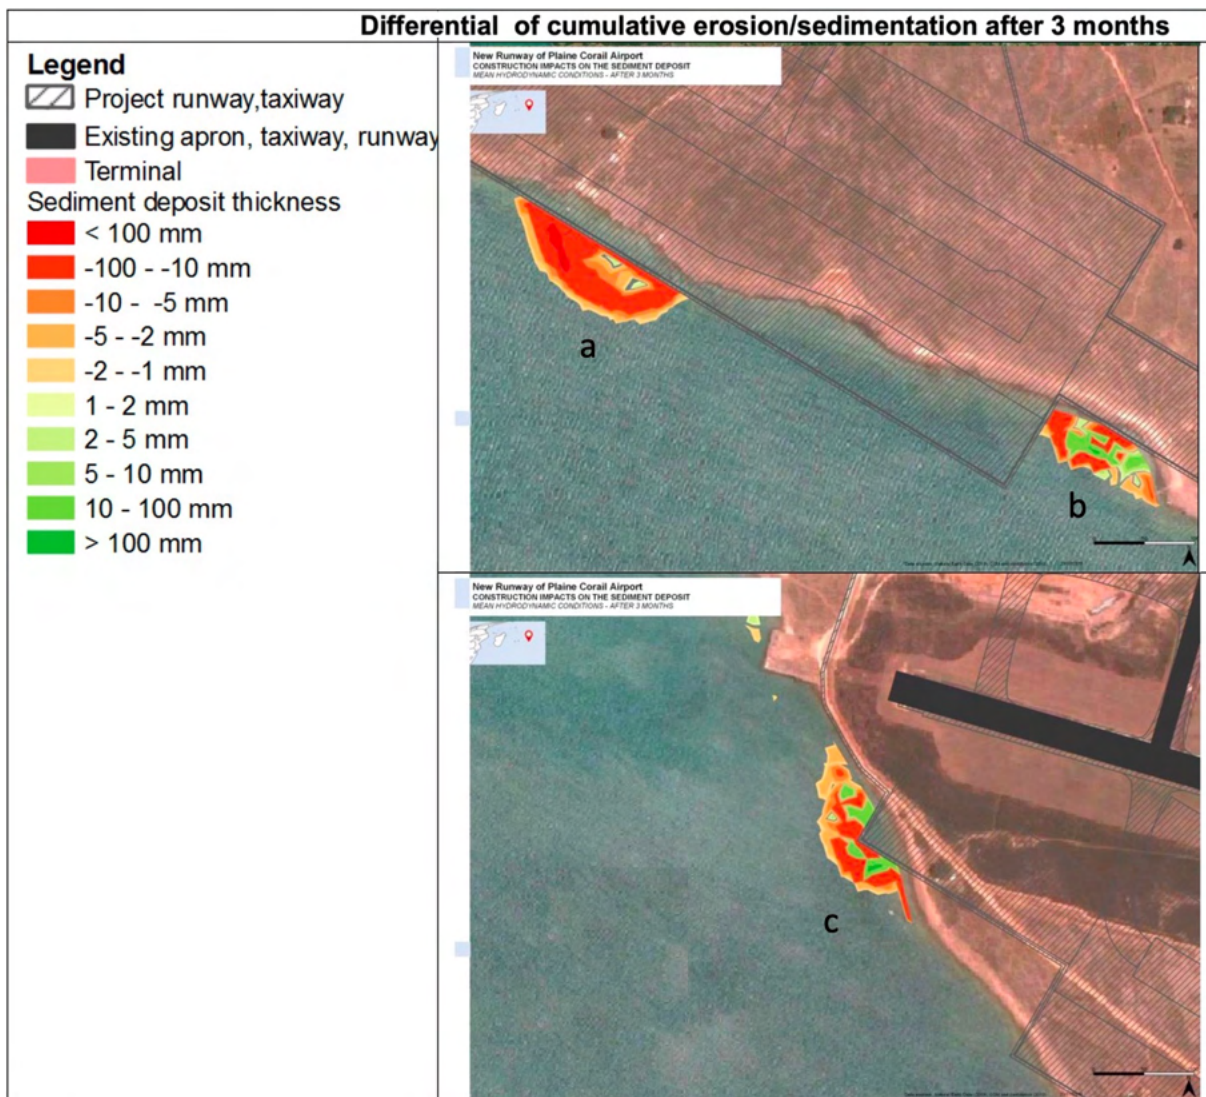 Differential of cumulative erosion/sedimentation after 3 months
Legend
Project runway,taxiway
Existing apron, taxiway, runway
Terminal
Sediment deposit thickness
< 100 mm
-100 - -10 mm
-10 - -5 mm
-5 - -2 mm
-2 - -1 mm
1 - 2 mm
2 - 5 mm
5 - 10 mm
10 - 100 mm
> 100 mm
New Runway of Plaine Corail Airport
CONSTRUCTION IMPACTS ON THE SEDIMENT DEPOSIT
MEAN HYDRODYNAMIC CONDITIONS - AFTER 3 MONTHS
a
b
New Runway of Plaine Corail Airport
CONSTRUCTION IMPACTS ON THE SEDIMENT DEPOSIT
MEAN HYDRODYNAMIC CONDITIONS - AFTER 3 MONTHS
c